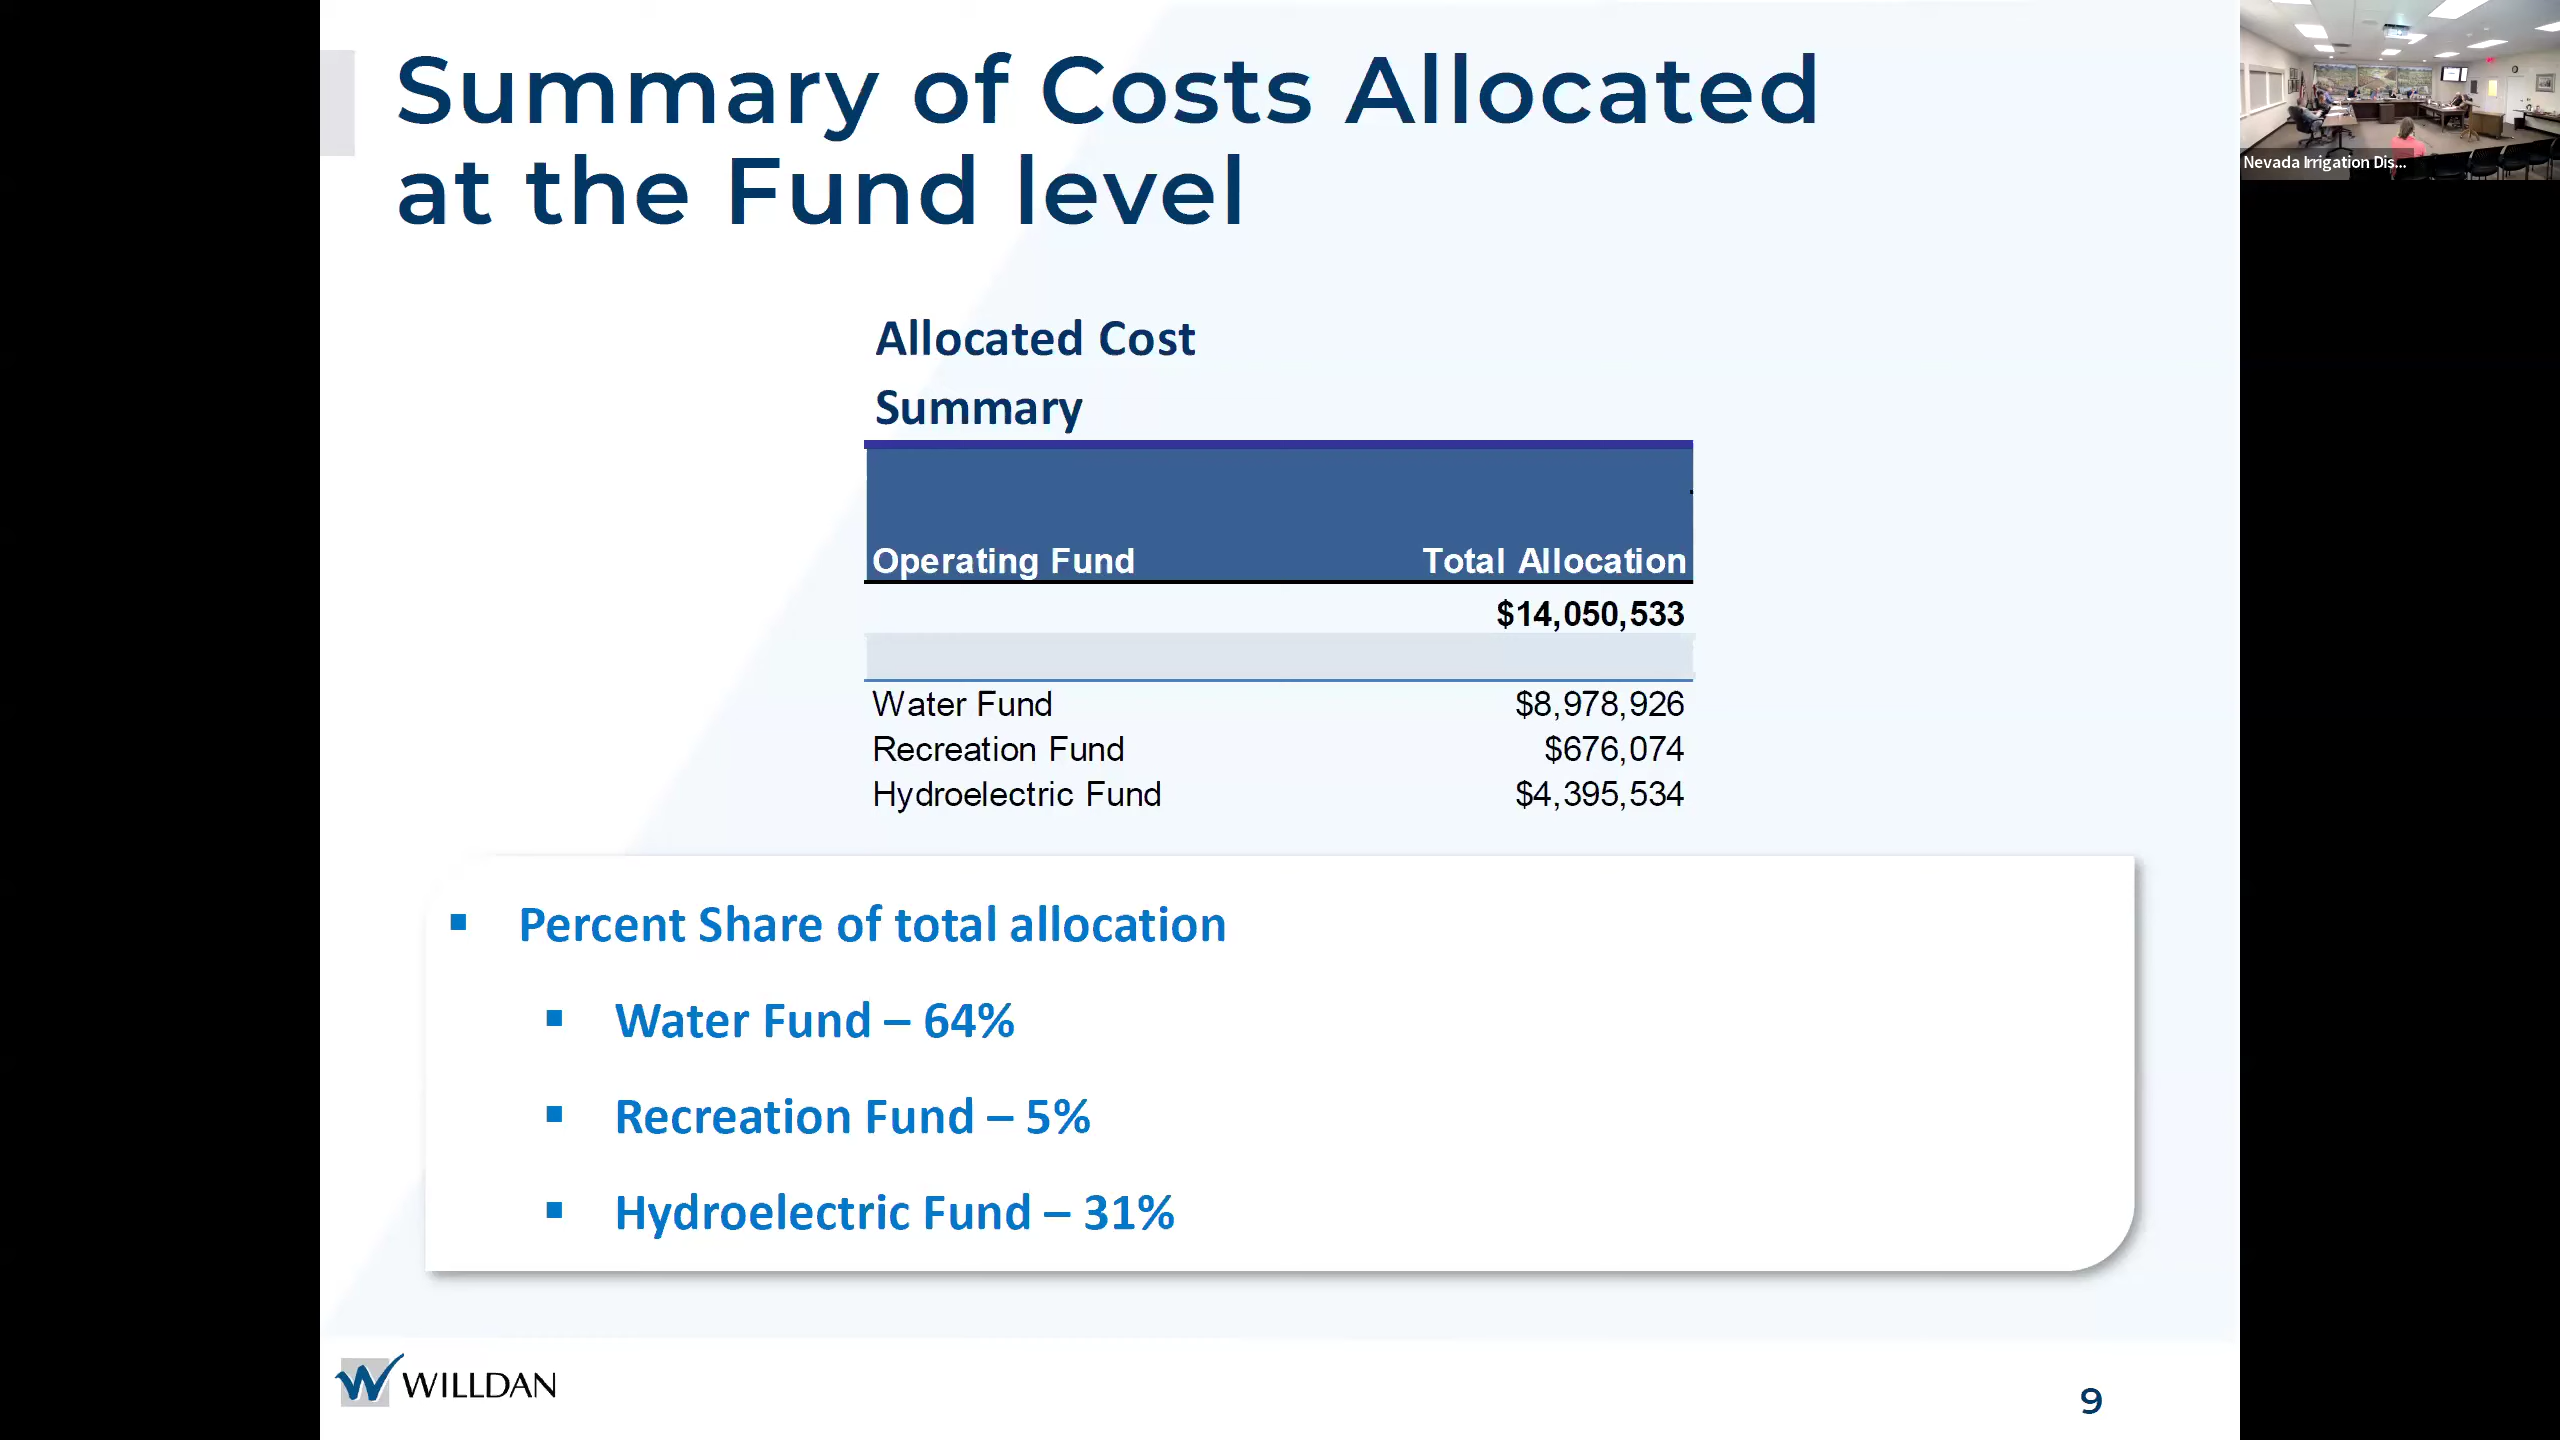 Summary of Costs Allocated
at the Fund level
Nevada Irrigation Dis...
Allocated Cost
Summary
Operating Fund Total Allocation
$14,050,533
Water Fund $8,978,926
Recreation Fund $676,074
Hydroelectric Fund $4,395,534
▪ Percent Share of total allocation
▪ Water Fund – 64%
▪ Recreation Fund – 5%
▪ Hydroelectric Fund – 31%
W WILLDAN
9